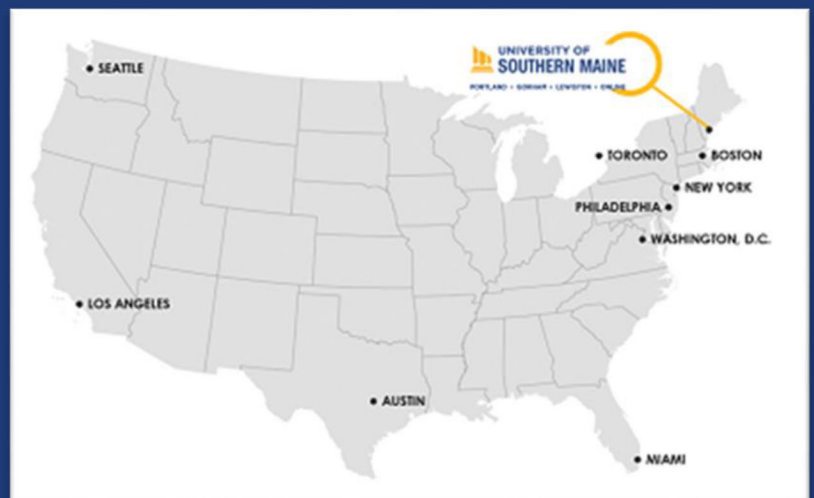 SEATTLE
UNIVERSITY OF
SOUTHERN MAINE
PORTLAND • GORHAM • LEWISTON • ONLINE
TORONTO
BOSTON
NEW YORK
PHILADELPHIA
WASHINGTON, D.C.
LOS ANGELES
AUSTIN
MIAMI